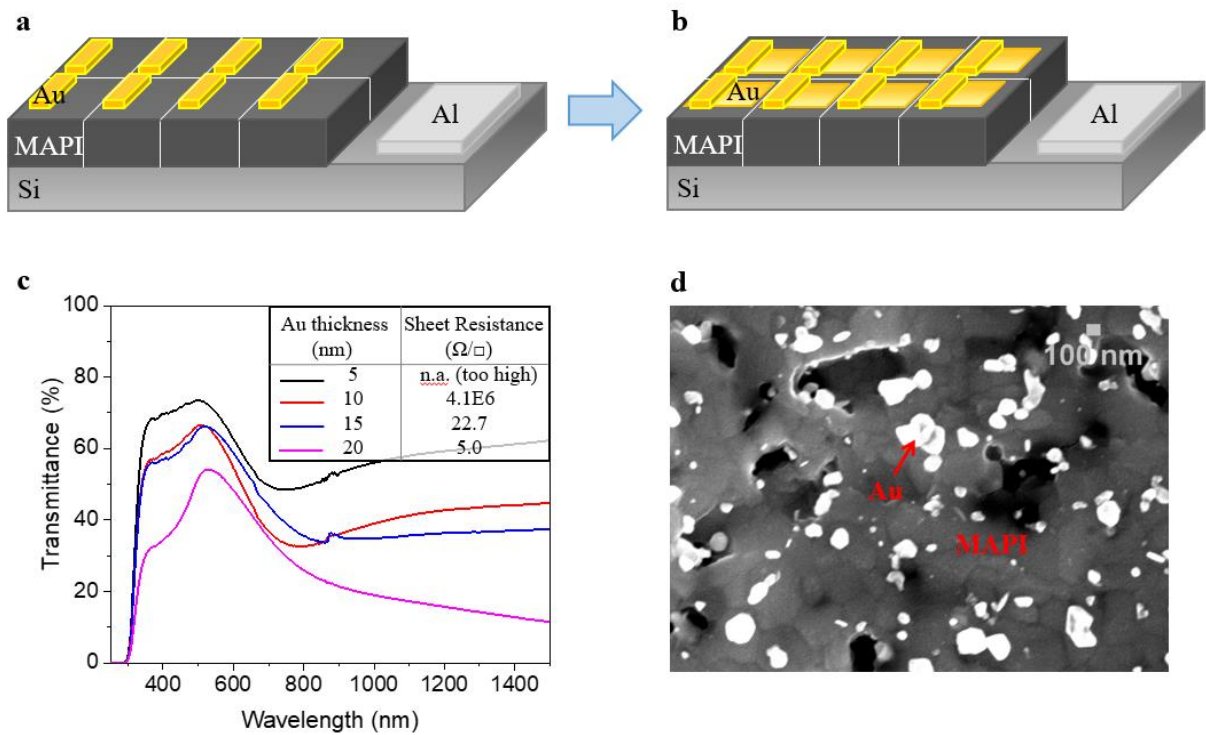 a
Au
MAPI
Si
Al
b
Au
MAPI
Si
Al
c
100
80
60
40
20
0
Transmittance (%)
400 600 800 1000 1200 1400
Wavelength (nm)
Au thickness Sheet Resistance
(nm) (Ω/□)
5 n.a. (too high)
10 4.1E6
15 22.7
20 5.0
d
100 nm
Au
MAPI